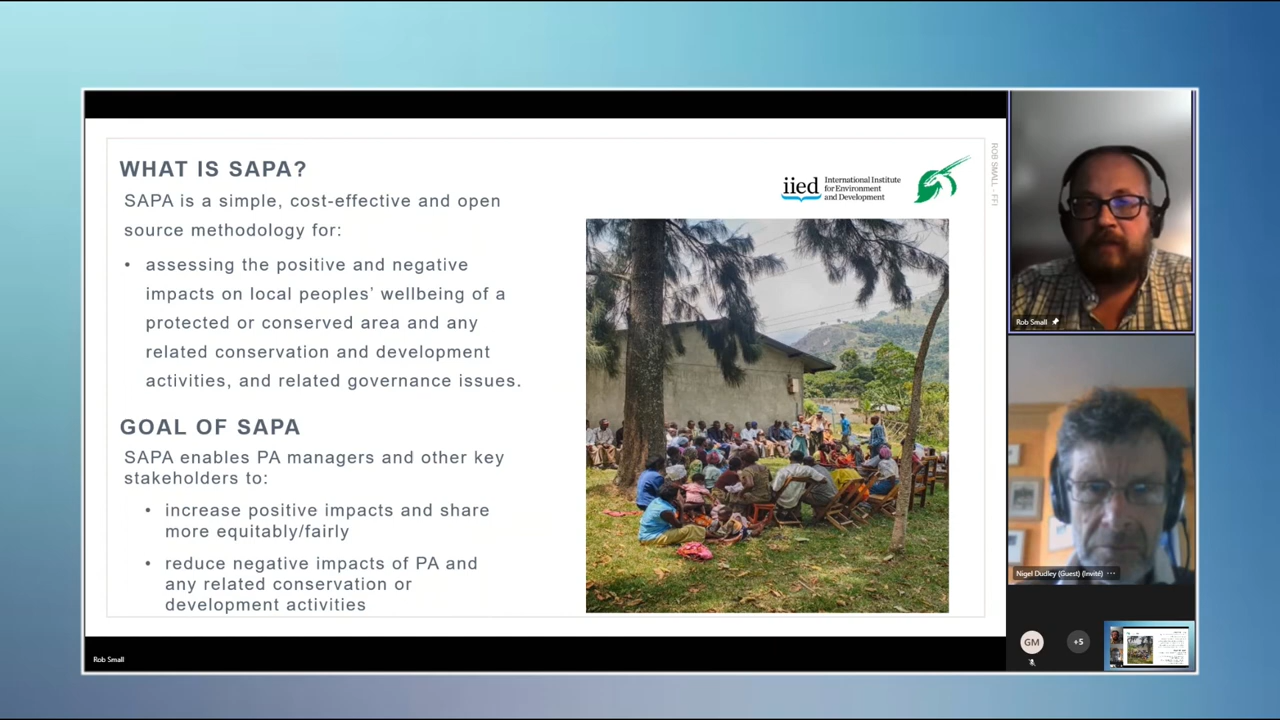 WHAT IS SAPA?
SAPA is a simple, cost-effective and open
source methodology for:
• assessing the positive and negative
impacts on local peoples’ wellbeing of a
protected or conserved area and any
related conservation and development
activities, and related governance issues.
GOAL OF SAPA
SAPA enables PA managers and other key
stakeholders to:
• increase positive impacts and share
more equitably/fairly
• reduce negative impacts of PA and
any related conservation or
development activities
iied
International Institute
for Environment
and Development
ROB SMALL - FFI
Rob Small
Nigel Dudley (Guest) (Invité)
GM
+5
Rob Small